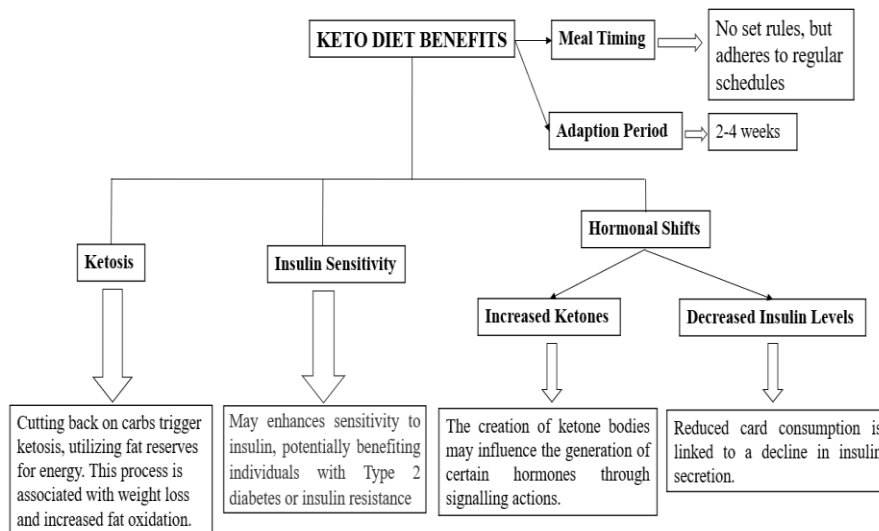 KETO DIET BENEFITS
Meal Timing
No set rules, but
adheres to regular
schedules
Adaption Period
2-4 weeks
Hormonal Shifts
Ketosis
Insulin Sensitivity
Increased Ketones
Decreased Insulin Levels
Cutting back on carbs trigger
ketosis, utilizing fat reserves
for energy. This process is
associated with weight loss
and increased fat oxidation.
May enhances sensitivity to
insulin, potentially benefiting
individuals with Type 2
diabetes or insulin resistance
The creation of ketone bodies
may influence the generation of
certain hormones through
signalling actions.
Reduced card consumption is
linked to a decline in insulin
secretion.